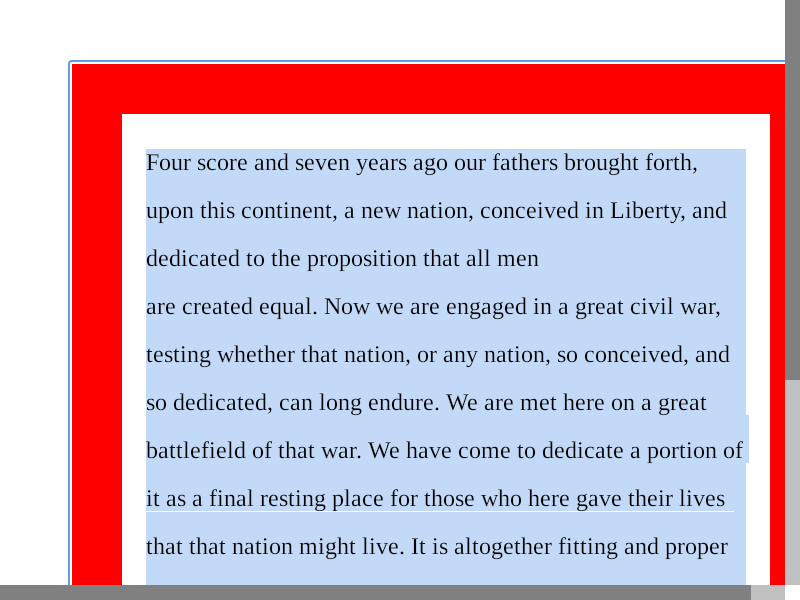 Four score and seven years ago our fathers brought forth,
upon this continent, a new nation, conceived in Liberty, and
dedicated to the proposition that all men
are created equal. Now we are engaged in a great civil war,
testing whether that nation, or any nation, so conceived, and
so dedicated, can long endure. We are met here on a great
battlefield of that war. We have come to dedicate a portion of
it as a final resting place for those who here gave their lives
that that nation might live. It is altogether fitting and proper